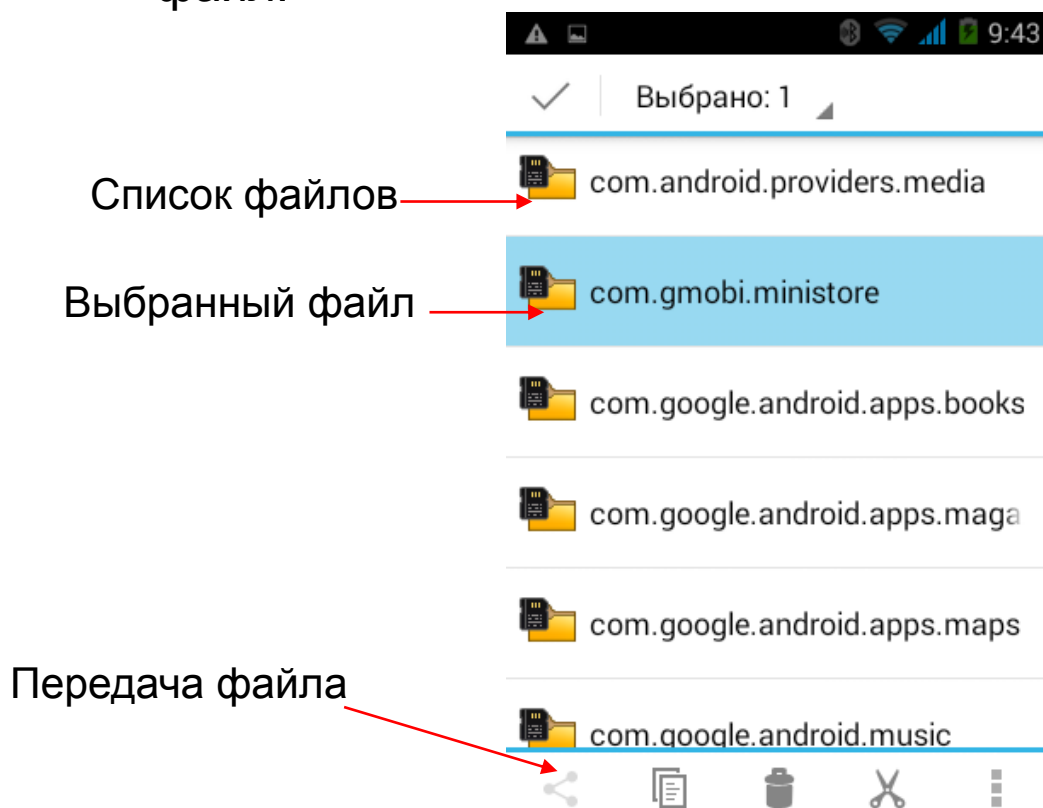 файл.
9:43
Выбрано: 1
Список файлов
com.android.providers.media
Выбранный файл
com.gmobi.ministore
com.google.android.apps.books
com.google.android.apps.maga
com.google.android.apps.maps
Передача файла
com.google.android.music